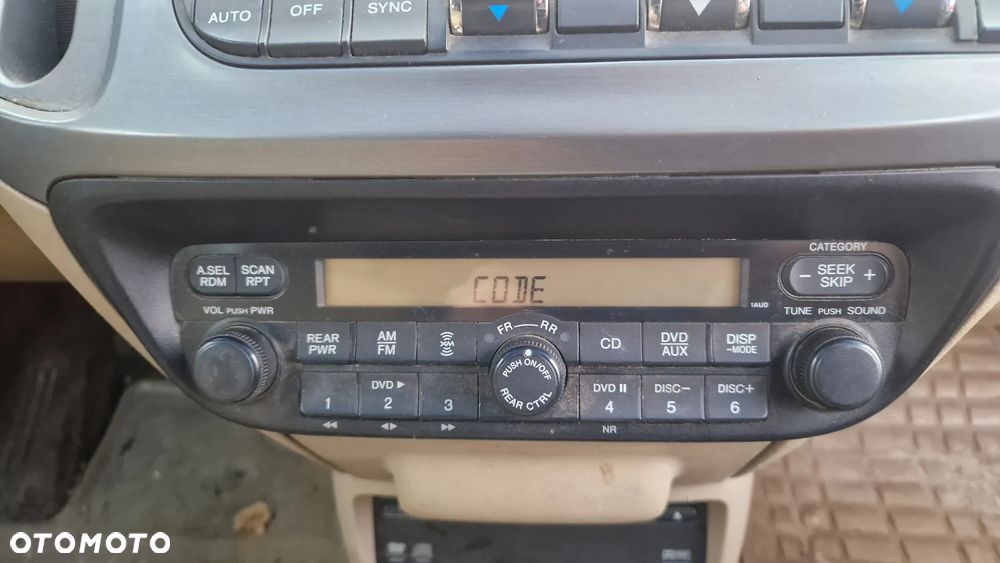 AUTO OFF SYNC
CATEGORY
A.SEL SCAN
RDM RPT
CODE
− SEEK +
SKIP
1AU0
VOL PUSH PWR
TUNE PUSH SOUND
REAR
PWR
AM
FM
XM
FR RR
PUSH ON/OFF
REAR CTRL
CD
DVD
AUX
DISP
-MODE
1
DVD ▶
2
3
DVD II
4
DISC−
5
DISC+
6
◀◀ ◀▶ ▶▶
NR
OTOMOTO